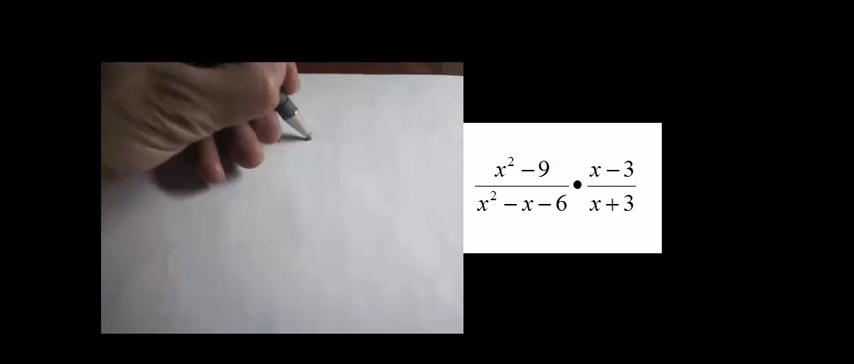 x² − 9 / x² − x − 6 • x − 3 / x + 3